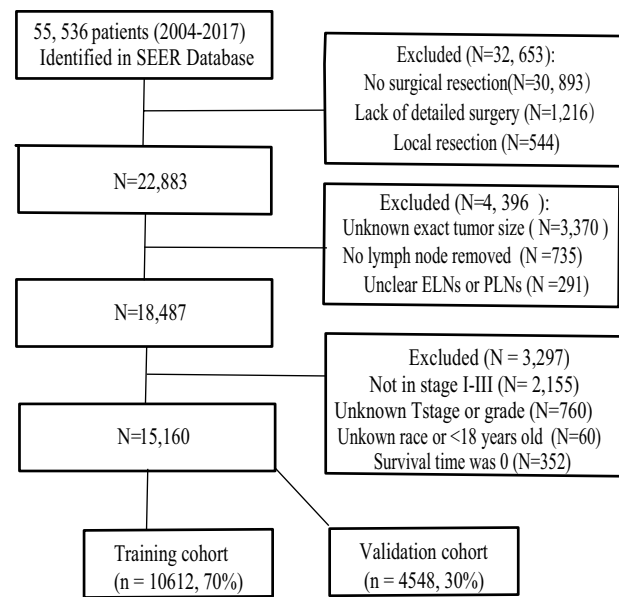 55, 536 patients (2004-2017)
Identified in SEER Database
Excluded (N=32, 653):
No surgical resection(N=30, 893)
Lack of detailed surgery (N=1,216)
Local resection (N=544)
N=22,883
Excluded (N=4, 396 ):
Unknown exact tumor size ( N=3,370 )
No lymph node removed (N =735)
Unclear ELNs or PLNs (N =291)
N=18,487
Excluded (N = 3,297)
Not in stage I-III (N= 2,155)
Unknown Tstage or grade (N=760)
Unkown race or <18 years old (N=60)
Survival time was 0 (N=352)
N=15,160
Training cohort
(n = 10612, 70%)
Validation cohort
(n = 4548, 30%)